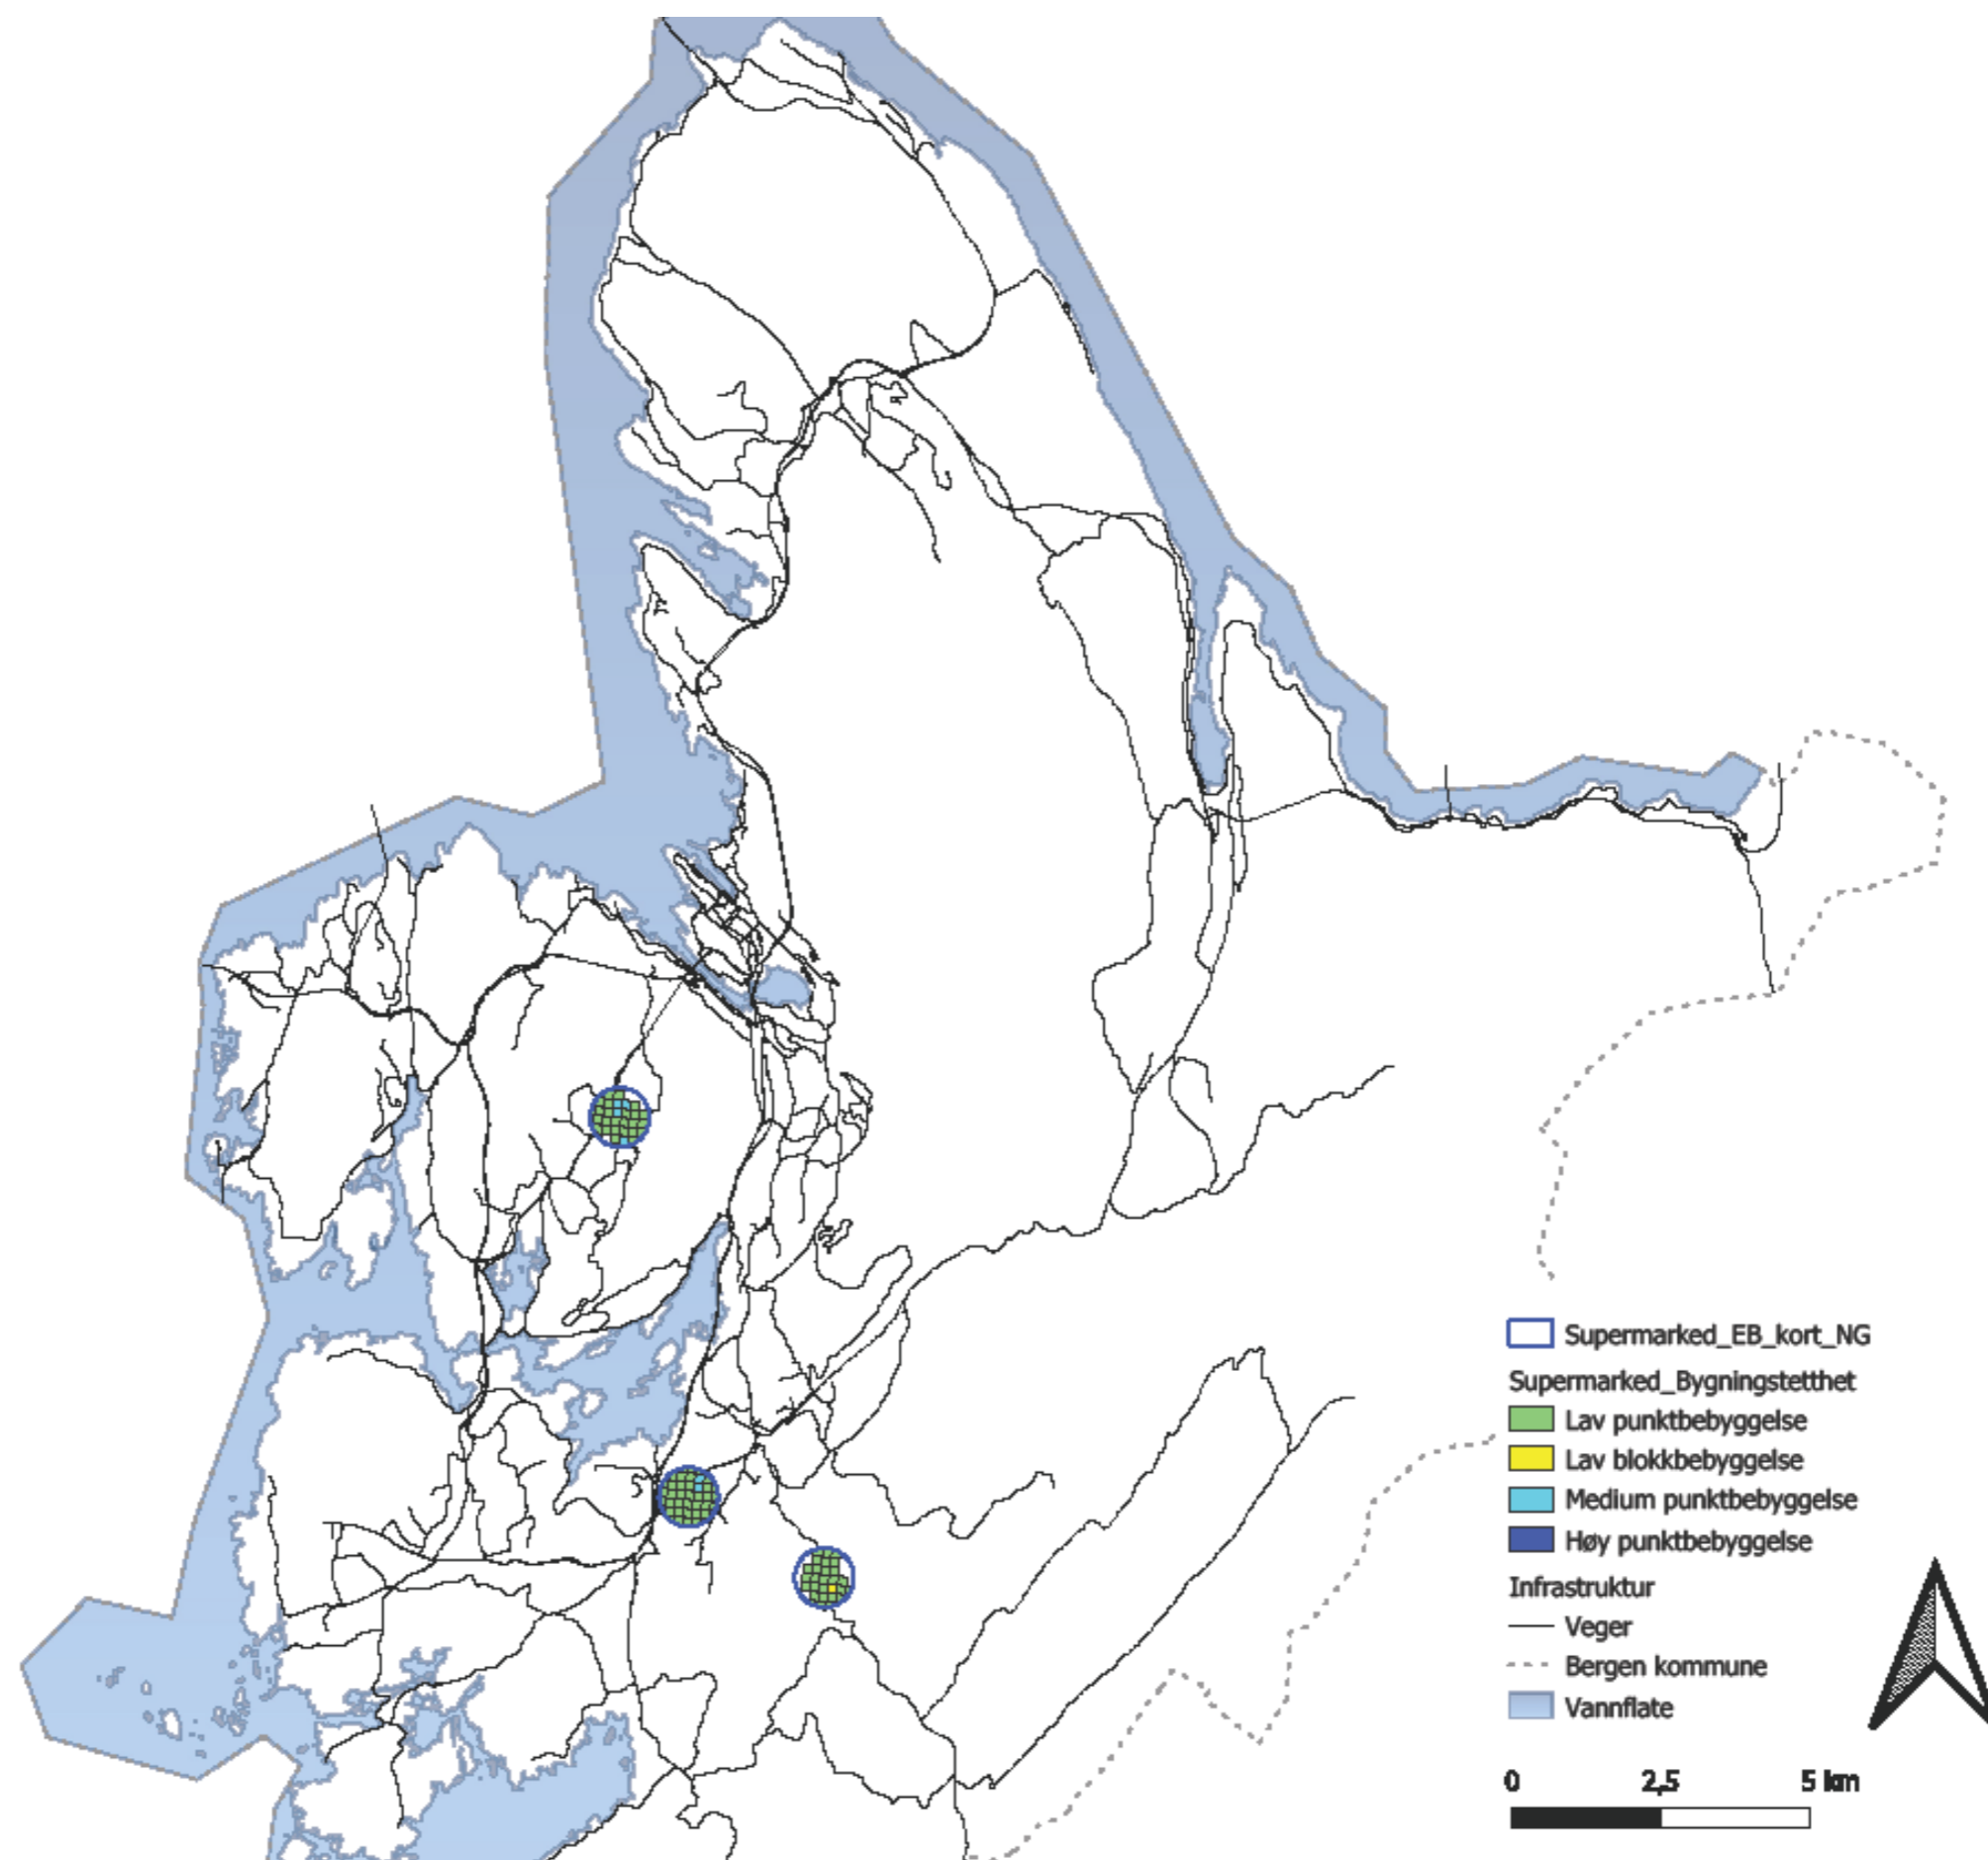 Supermarked_EB_kort_NG
Supermarked_Bygningstetthet
Lav punktbebyggelse
Lav blokkbebyggelse
Medium punktbebyggelse
Høy punktbebyggelse
Infrastruktur
Veger
Bergen kommune
Vannflate
0 2,5 5 km